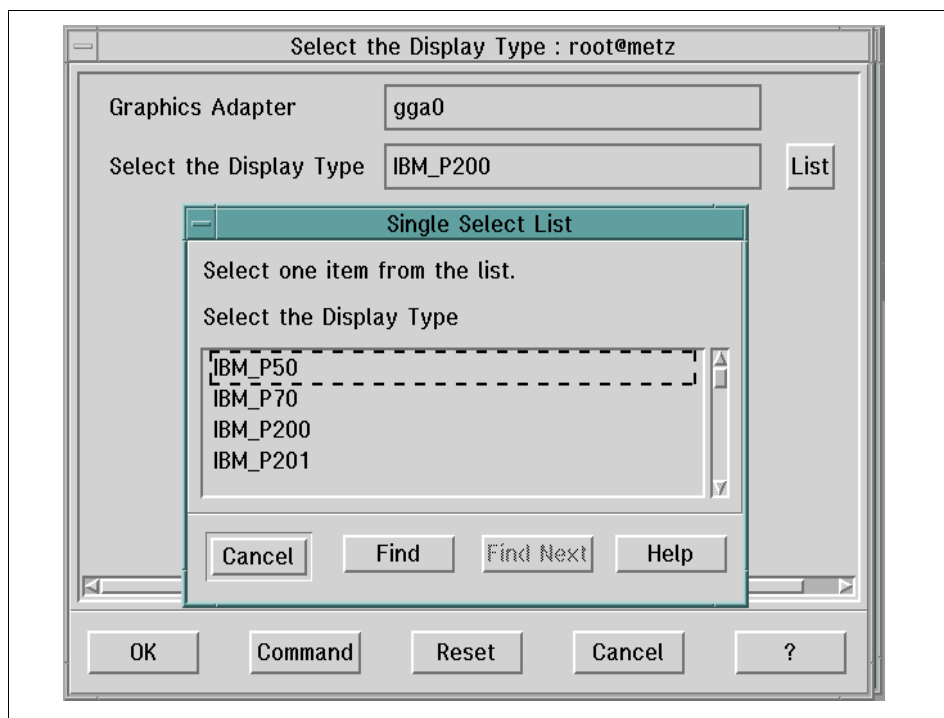 Select the Display Type : root@metz
Graphics Adapter gga0
Select the Display Type IBM_P200 List
Single Select List
Select one item from the list.
Select the Display Type
IBM_P50
IBM_P70
IBM_P200
IBM_P201
Cancel Find Find Next Help
OK Command Reset Cancel ?